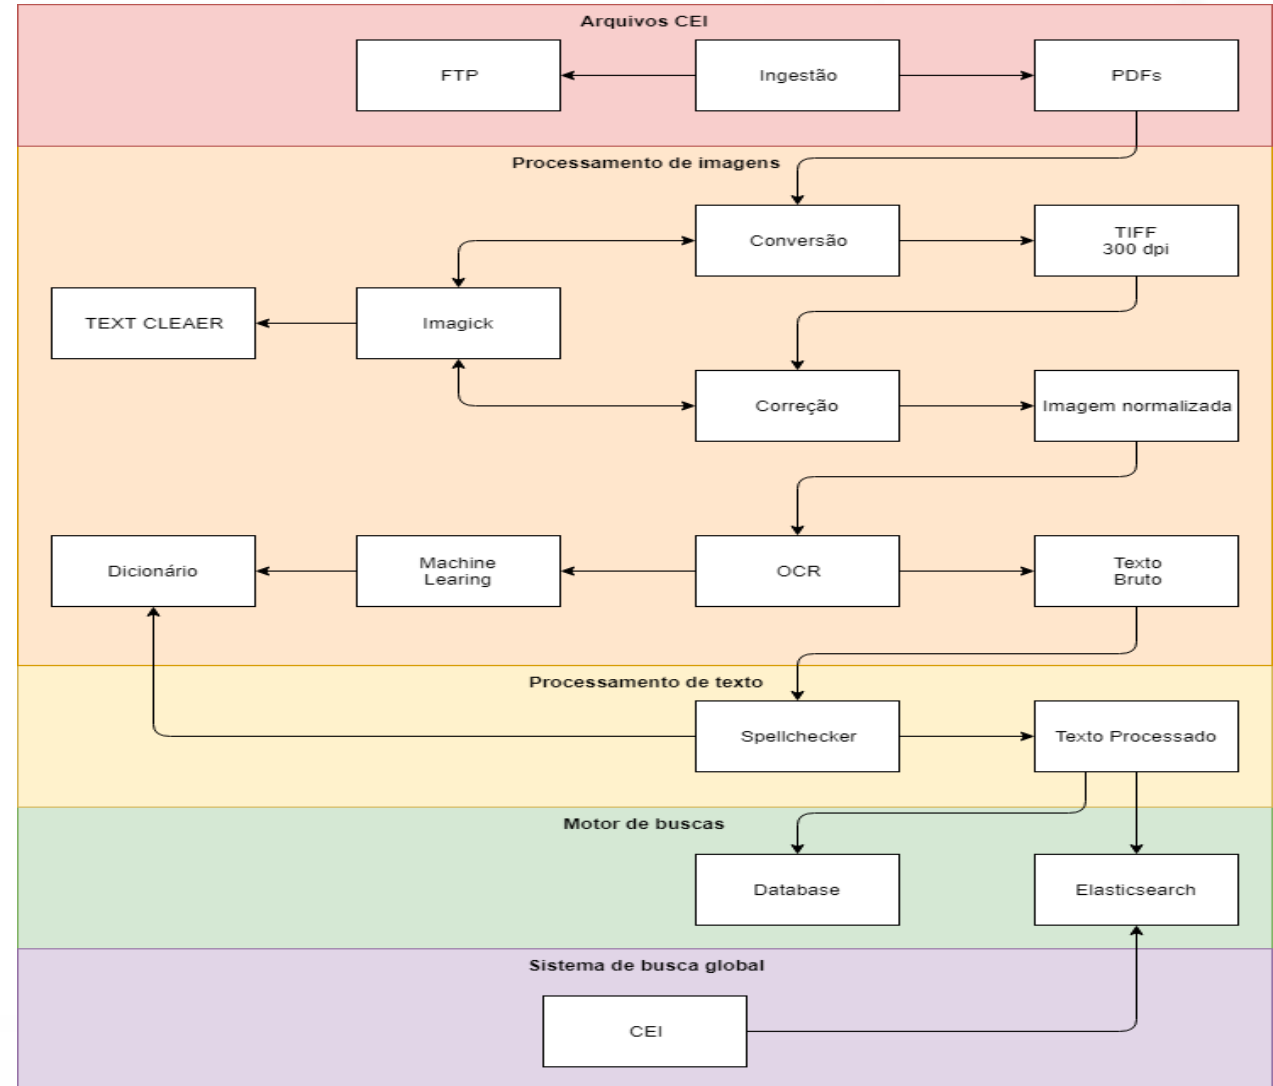 Arquivos CEI
FTP
Ingestão
PDFs
Processamento de imagens
Conversão
TIFF
300 dpi
TEXT CLEAER
Imagick
Correção
Imagem normalizada
Dicionário
Machine
Learing
OCR
Texto
Bruto
Processamento de texto
Spellchecker
Texto Processado
Motor de buscas
Database
Elasticsearch
Sistema de busca global
CEI